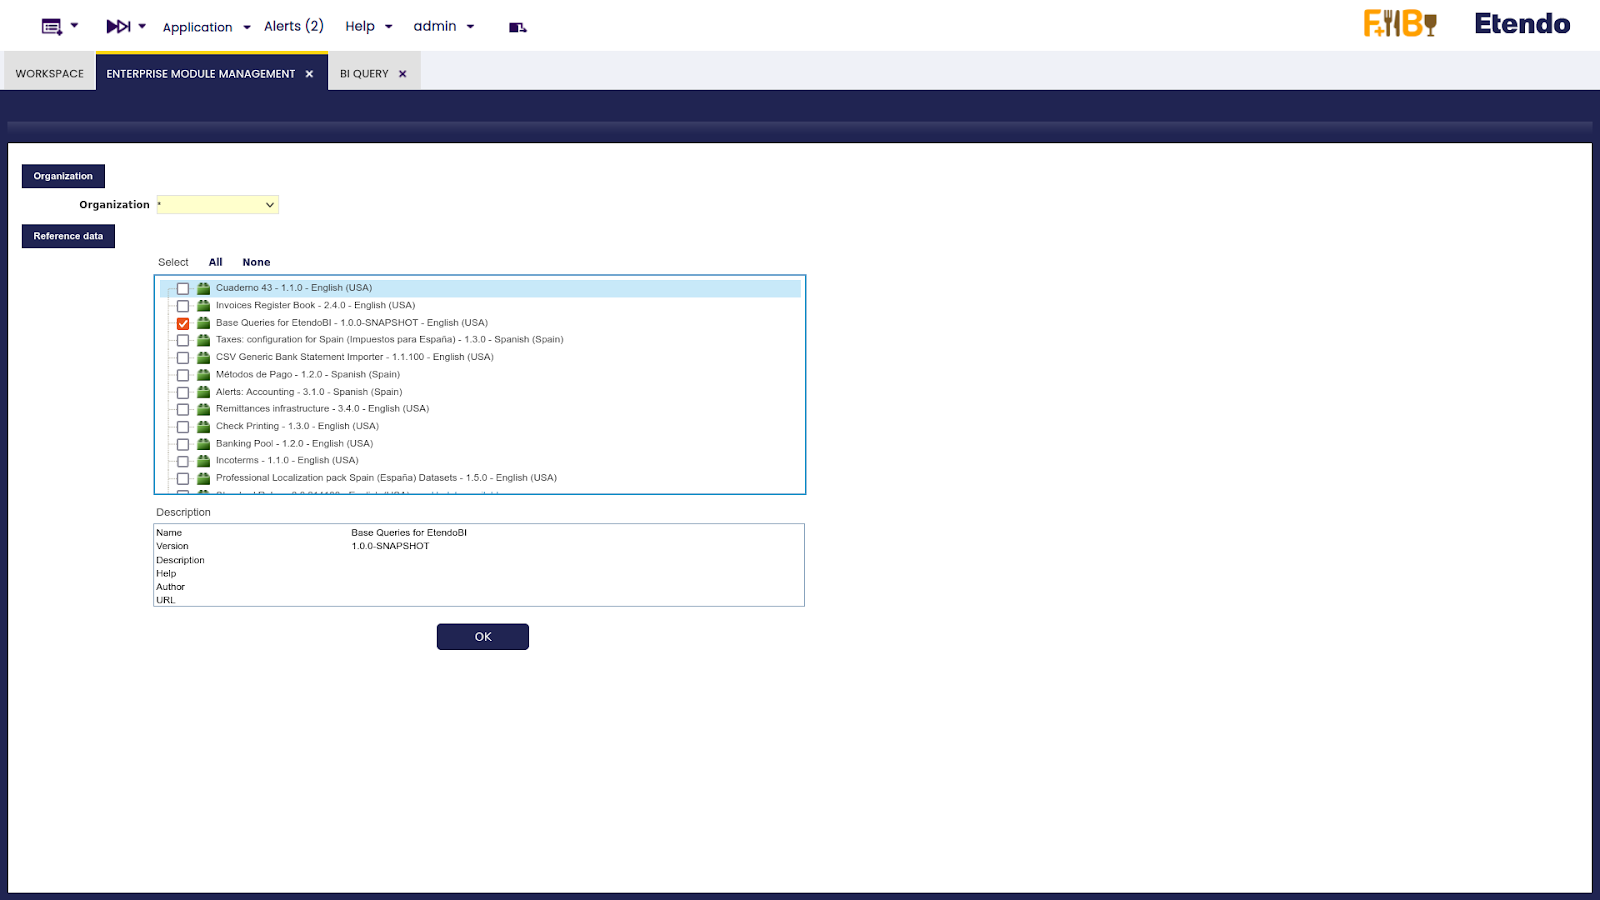 Application Alerts (2) Help admin
F&B Etendo
WORKSPACE ENTERPRISE MODULE MANAGEMENT × BI QUERY ×
Organization
Organization *
Reference data
Select All None
Cuaderno 43 - 1.1.0 - English (USA)
Invoices Register Book - 2.4.0 - English (USA)
Base Queries for EtendoBI - 1.0.0-SNAPSHOT - English (USA)
Taxes: configuration for Spain (Impuestos para España) - 1.3.0 - Spanish (Spain)
CSV Generic Bank Statement Importer - 1.1.100 - English (USA)
Métodos de Pago - 1.2.0 - Spanish (Spain)
Alerts: Accounting - 3.1.0 - Spanish (Spain)
Remittances infrastructure - 3.4.0 - English (USA)
Check Printing - 1.3.0 - English (USA)
Banking Pool - 1.2.0 - English (USA)
Incoterms - 1.1.0 - English (USA)
Professional Localization pack Spain (España) Datasets - 1.5.0 - English (USA)
Description
Name Base Queries for EtendoBI
Version 1.0.0-SNAPSHOT
Description
Help
Author
URL
OK